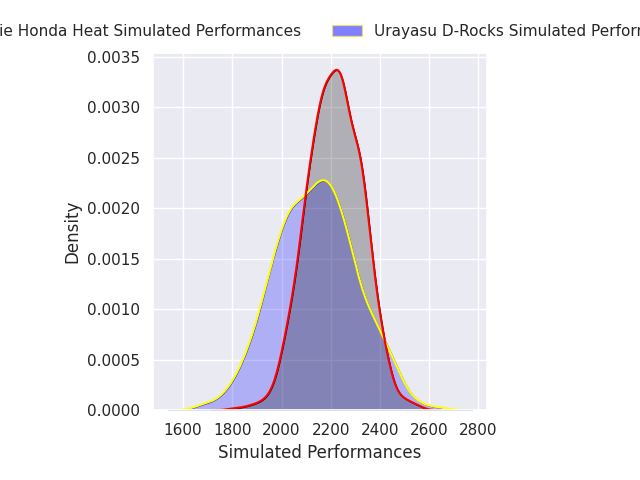 ie Honda Heat Simulated Performances
Urayasu D-Rocks Simulated Perfor
0.0035
0.0030
0.0025
0.0020
0.0015
0.0010
0.0005
0.0000
Density
1600 1800 2000 2200 2400 2600 2800
Simulated Performances